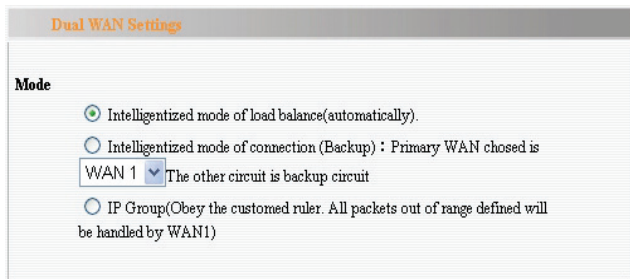 Dual WAN Settings
Mode
Intelligentized mode of load balance(automatically).
Intelligentized mode of connection (Backup)：Primary WAN chosed is
WAN 1 The other circuit is backup circuit
IP Group(Obey the customed ruler. All packets out of range defined will
be handled by WAN1)